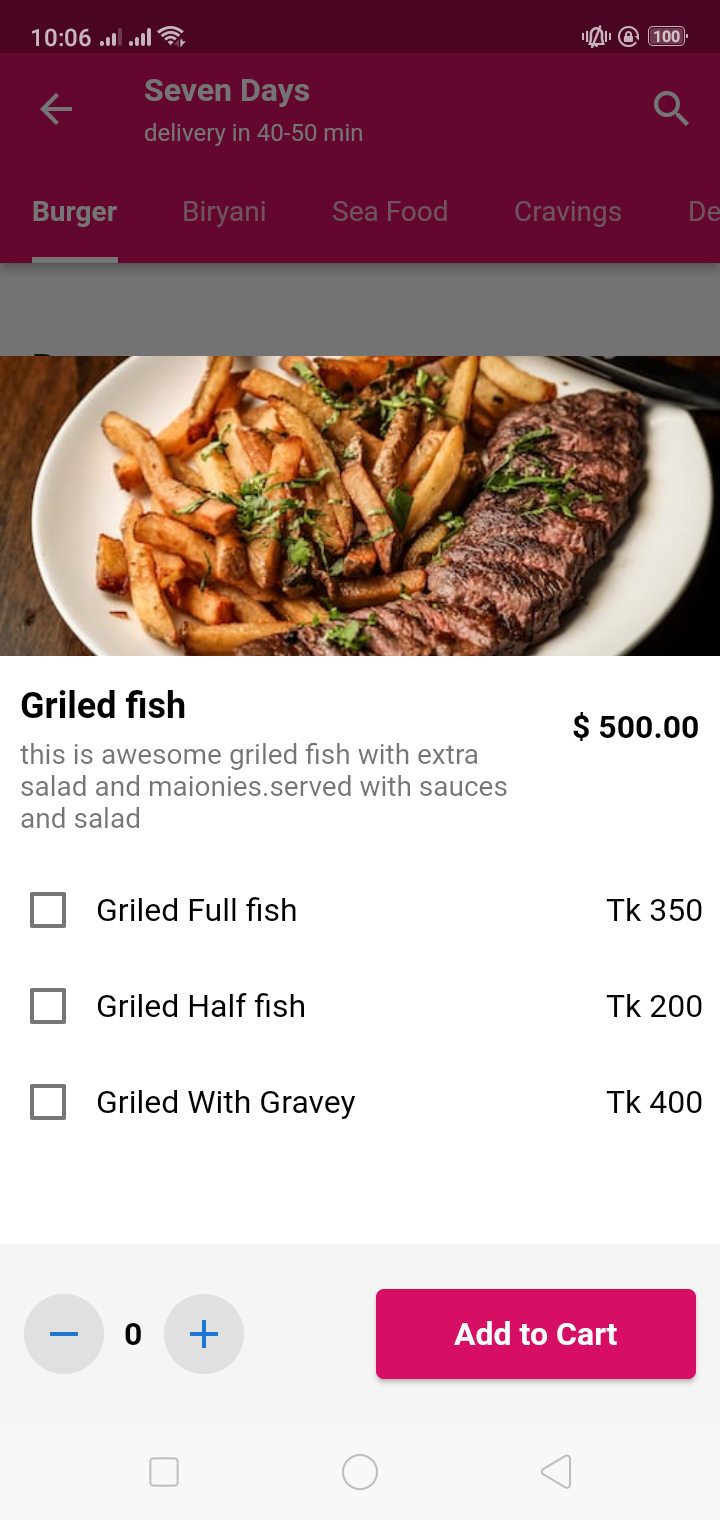 10:06
100
Seven Days
delivery in 40-50 min
Burger Biryani Sea Food Cravings De
Griled fish
$ 500.00
this is awesome griled fish with extra
salad and maionies.served with sauces
and salad
Griled Full fish Tk 350
Griled Half fish Tk 200
Griled With Gravey Tk 400
0
Add to Cart